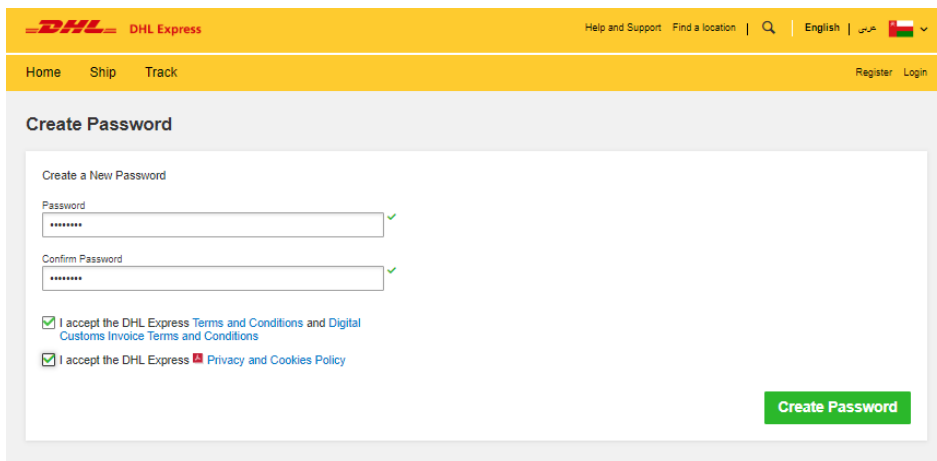 DHL DHL Express
Help and Support Find a location | English | عربي
Home Ship Track
Register Login
Create Password
Create a New Password
Password
••••••••
Confirm Password
••••••••
I accept the DHL Express Terms and Conditions and Digital
Customs Invoice Terms and Conditions
I accept the DHL Express Privacy and Cookies Policy
Create Password